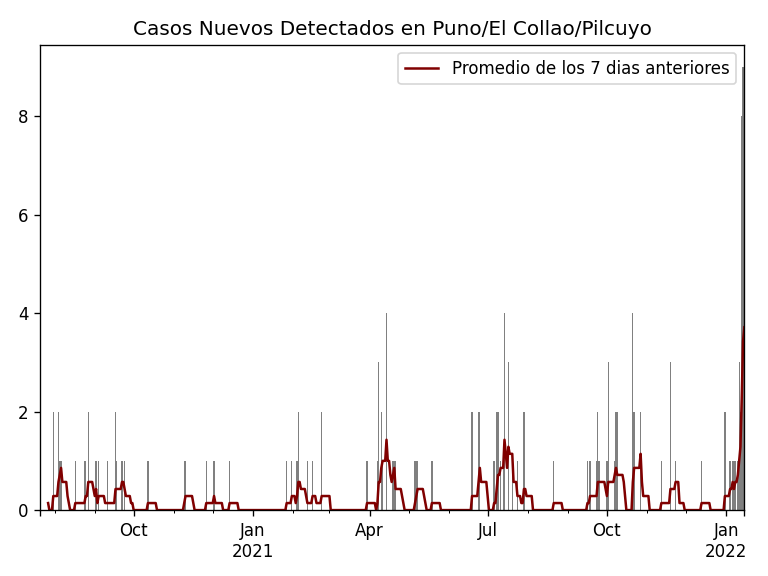 Casos Nuevos Detectados en Puno/El Collao/Pilcuyo
Promedio de los 7 dias anteriores
8
6
4
2
0
Oct Jan Apr Jul Oct Jan
2021 2022